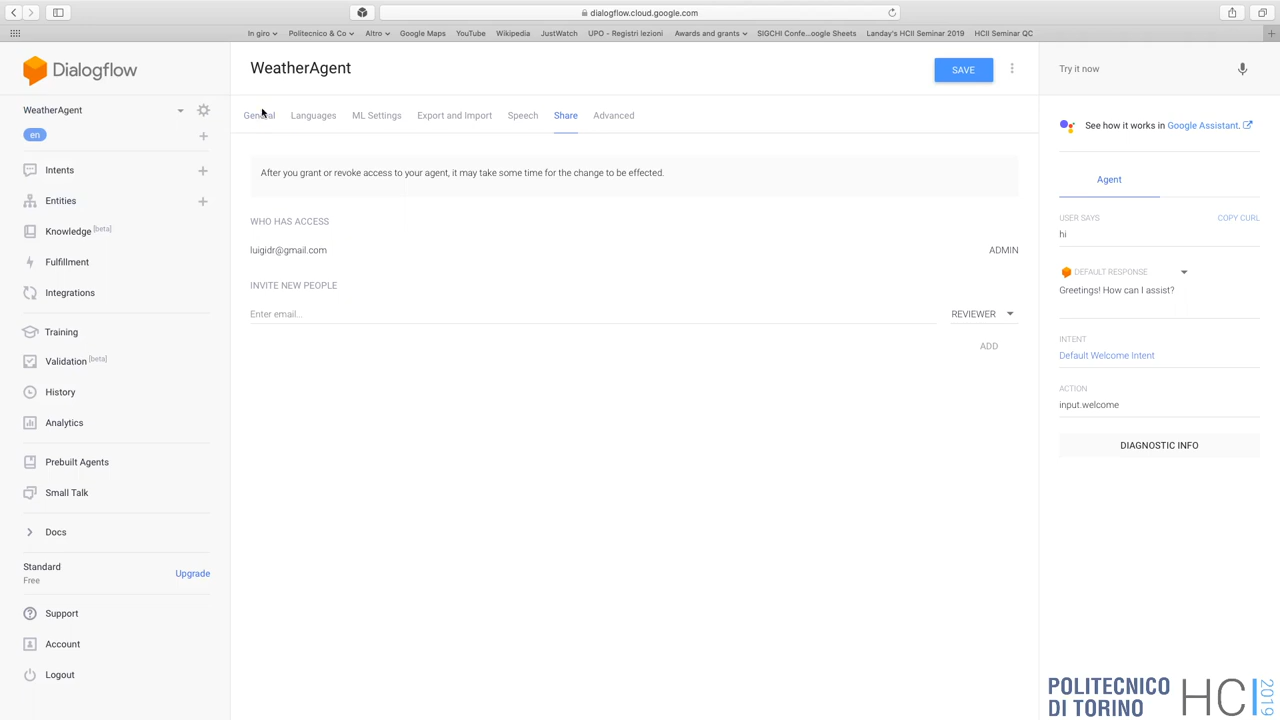 dialogflow.cloud.google.com
In giro Politecnico & Co Altro Google Maps YouTube Wikipedia JustWatch UPO - Registri lezioni Awards and grants SIGCHI Confe...oogle Sheets Landay's HCII Seminar 2019 HCII Seminar QC
Dialogflow
WeatherAgent
en
Intents
Entities
Knowledge [beta]
Fulfillment
Integrations
Training
Validation [beta]
History
Analytics
Prebuilt Agents
Small Talk
Docs
Standard
Free
Upgrade
Support
Account
Logout
WeatherAgent
SAVE
General Languages ML Settings Export and Import Speech Share Advanced
After you grant or revoke access to your agent, it may take some time for the change to be effected.
WHO HAS ACCESS
luigidr@gmail.com ADMIN
INVITE NEW PEOPLE
Enter email... REVIEWER
ADD
Try it now
See how it works in Google Assistant.
Agent
USER SAYS COPY CURL
hi
DEFAULT RESPONSE
Greetings! How can I assist?
INTENT
Default Welcome Intent
ACTION
input.welcome
DIAGNOSTIC INFO
POLITECNICO
DI TORINO
HCI
2019